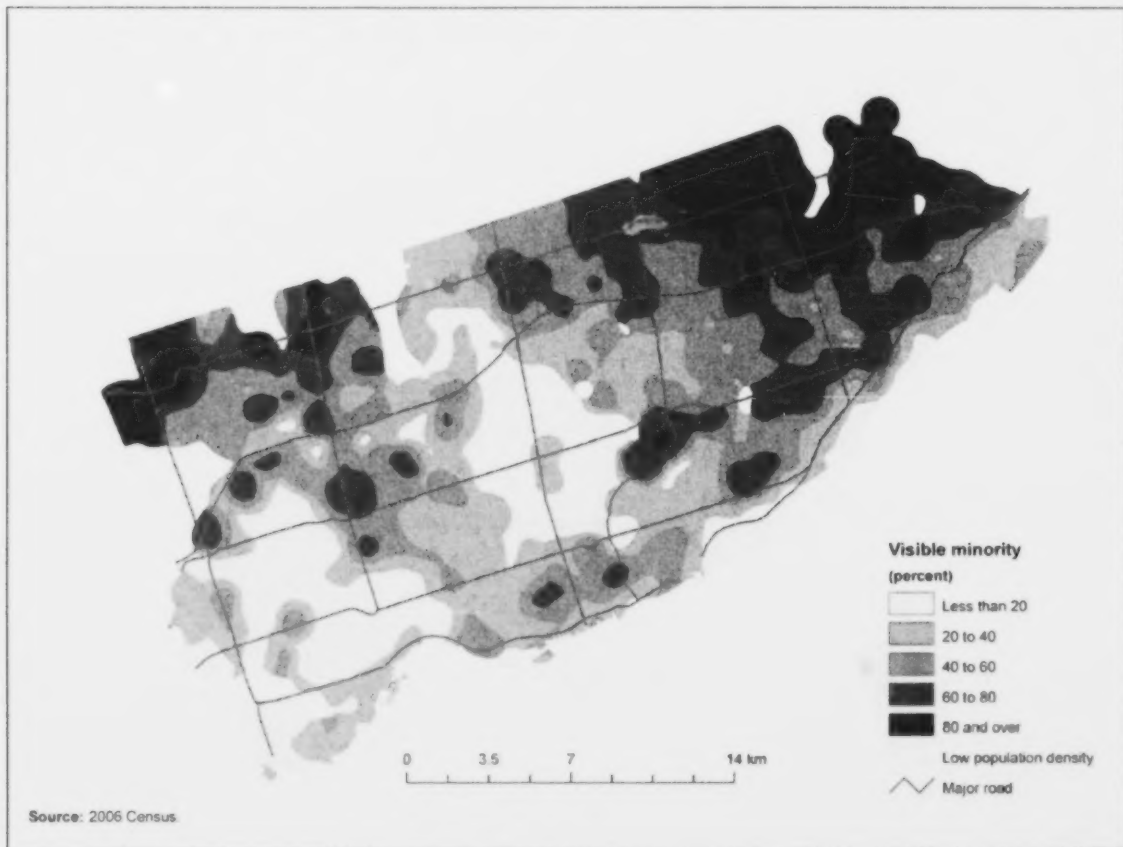 Visible minority
(percent)
Less than 20
20 to 40
40 to 60
60 to 80
80 and over
Low population density
Major road
0 3.5 7 14 km
Source: 2006 Census.